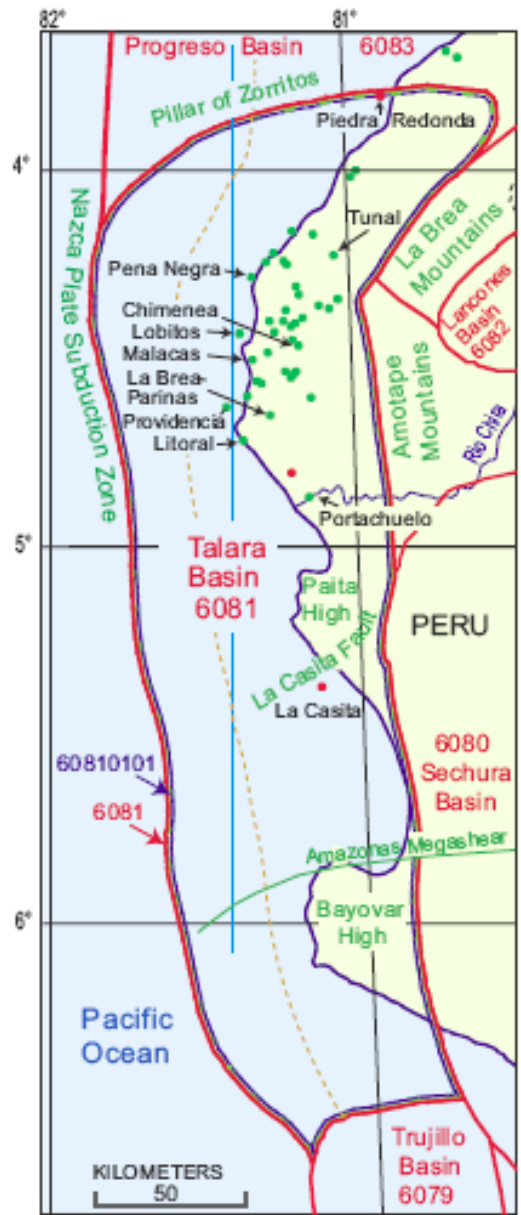 82°
81°
Progreso Basin 6083
Pillar of Zorritos
Piedra Redonda
4°
Tunal
La Brea
Mountains
Nazca Plate Subduction Zone
Pena Negra
Chimenea
Lobitos
Malacas
La Brea-
Parinas
Providencia
Litoral
Lancones
Basin
6082
Amotape
Mountains
Rio Chira
Portachuelo
5°
Talara
Basin
6081
Paita
High
PERU
La Casita Fault
La Casita
60810101
6081
6080
Sechura
Basin
Amazonas Megashear
6°
Bayovar
High
Pacific
Ocean
Trujillo
Basin
6079
KILOMETERS
50